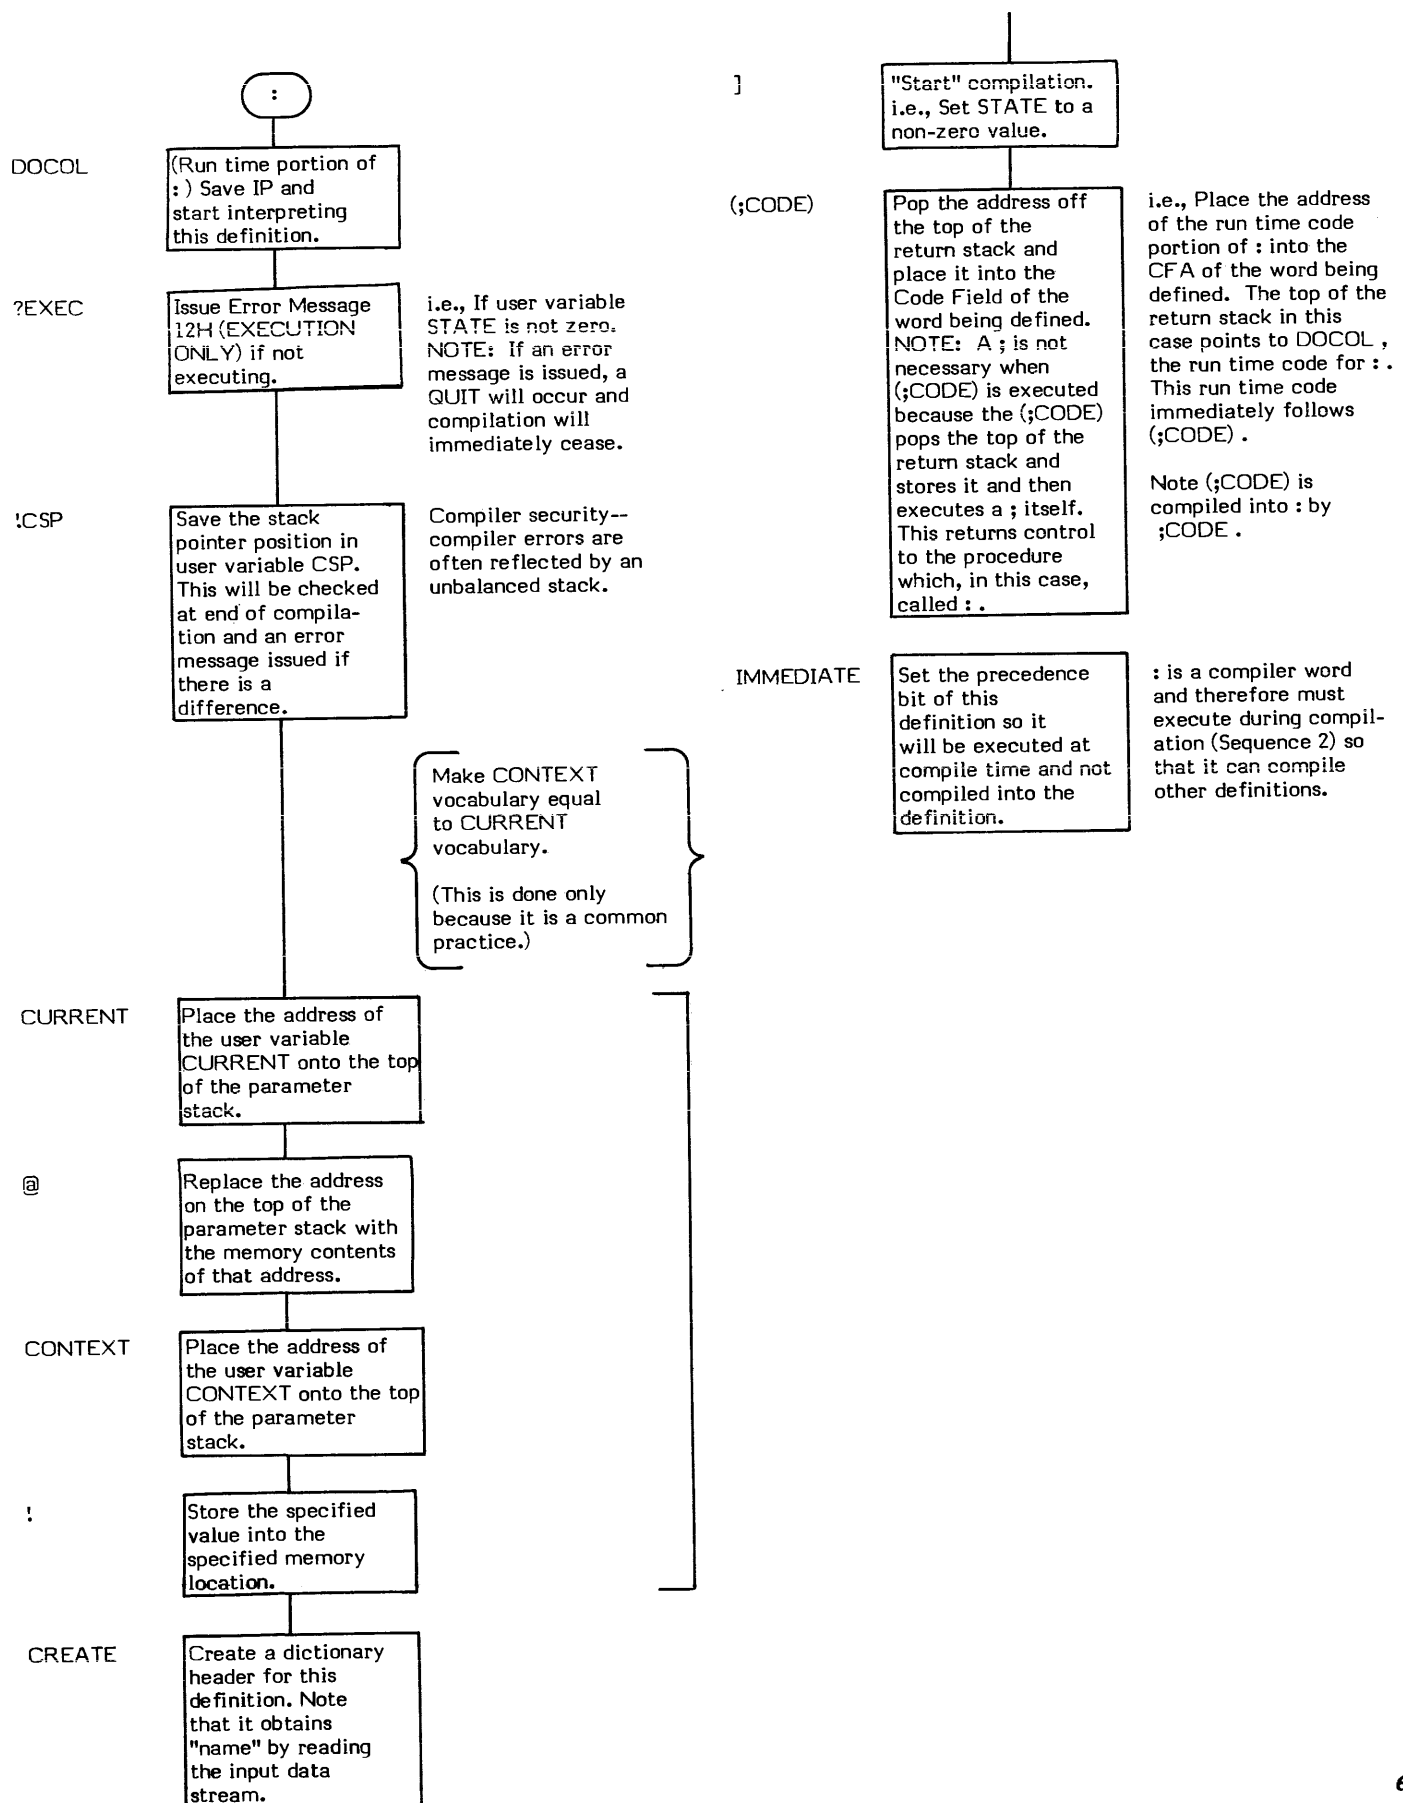 :
DOCOL
(Run time portion of
: ) Save IP and
start interpreting
this definition.
?EXEC
Issue Error Message
12H (EXECUTION
ONLY) if not
executing.
i.e., If user variable
STATE is not zero.
NOTE: If an error
message is issued, a
QUIT will occur and
compilation will
immediately cease.
!CSP
Save the stack
pointer position in
user variable CSP.
This will be checked
at end of compila-
tion and an error
message issued if
there is a
difference.
Compiler security--
compiler errors are
often reflected by an
unbalanced stack.
Make CONTEXT
vocabulary equal
to CURRENT
vocabulary.
(This is done only
because it is a common
practice.)
CURRENT
Place the address of
the user variable
CURRENT onto the top
of the parameter
stack.
@
Replace the address
on the top of the
parameter stack with
the memory contents
of that address.
CONTEXT
Place the address of
the user variable
CONTEXT onto the top
of the parameter
stack.
!
Store the specified
value into the
specified memory
location.
CREATE
Create a dictionary
header for this
definition. Note
that it obtains
"name" by reading
the input data
stream.
]
"Start" compilation.
i.e., Set STATE to a
non-zero value.
(;CODE)
Pop the address off
the top of the
return stack and
place it into the
Code Field of the
word being defined.
NOTE: A ; is not
necessary when
(;CODE) is executed
because the (;CODE)
pops the top of the
return stack and
stores it and then
executes a ; itself.
This returns control
to the procedure
which, in this case,
called : .
i.e., Place the address
of the run time code
portion of : into the
CFA of the word being
defined. The top of the
return stack in this
case points to DOCOL ,
the run time code for : .
This run time code
immediately follows
(;CODE) .
Note (;CODE) is
compiled into : by
;CODE .
IMMEDIATE
Set the precedence
bit of this
definition so it
will be executed at
compile time and not
compiled into the
definition.
: is a compiler word
and therefore must
execute during compil-
ation (Sequence 2) so
that it can compile
other definitions.